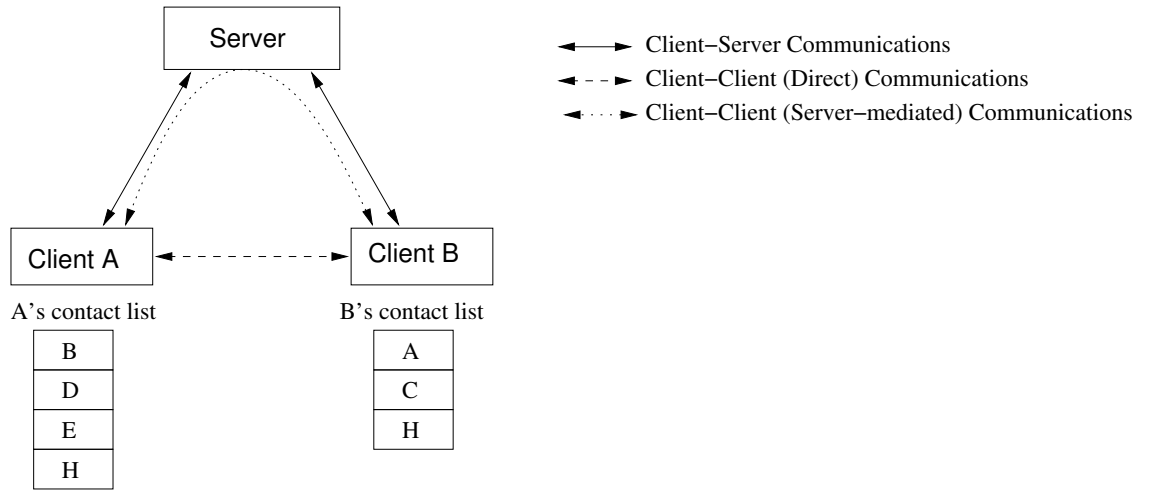 Server
Client−Server Communications
Client−Client (Direct) Communications
Client−Client (Server−mediated) Communications
Client A
Client B
A's contact list
B's contact list
B
D
E
H
A
C
H